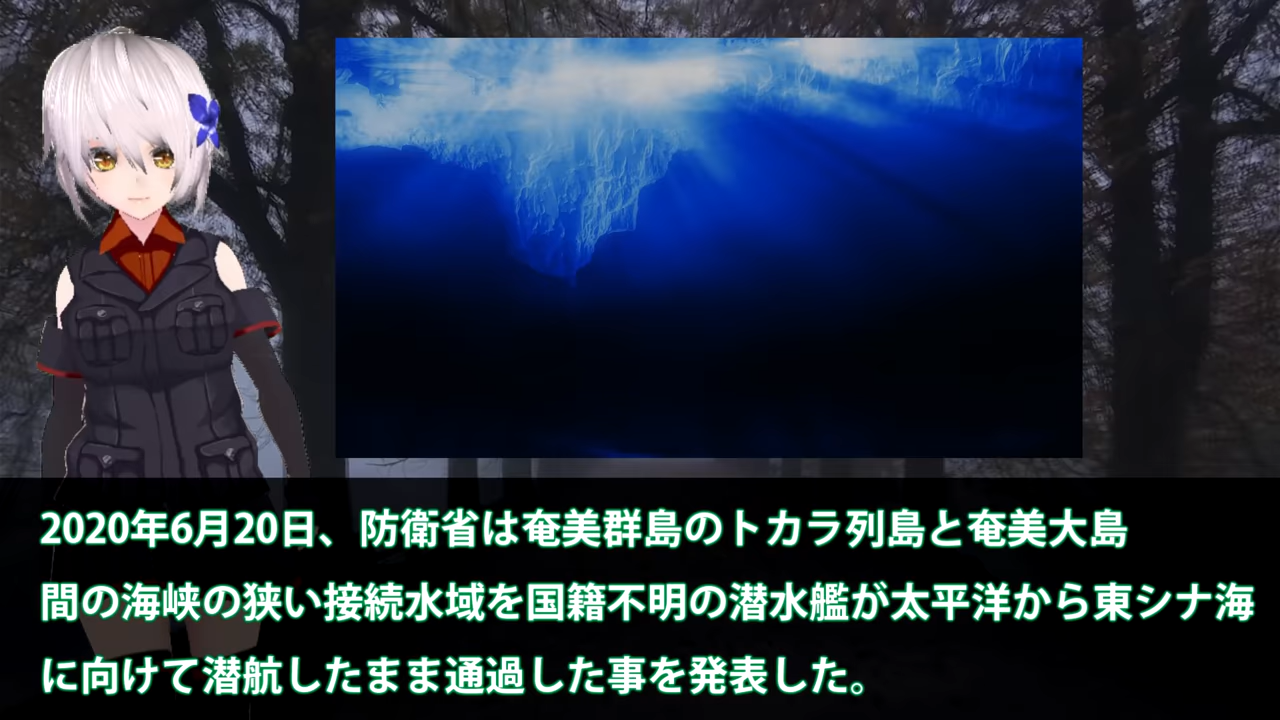 2020年6月20日、防衛省は奄美群島のトカラ列島と奄美大島
間の海峡の狭い接続水域を国籍不明の潜水艦が太平洋から東シナ海
に向けて潜航したまま通過した事を発表した。